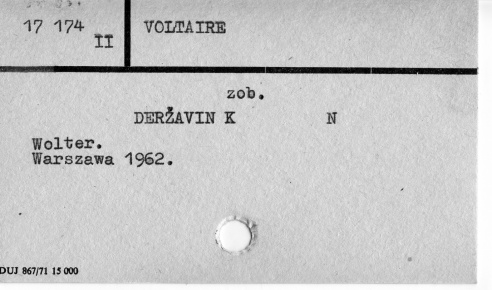 17 174 II VOLTAIRE
zob.
DERŽAVIN K N
Wolter.
Warszawa 1962.
DUJ 867/71 15 000